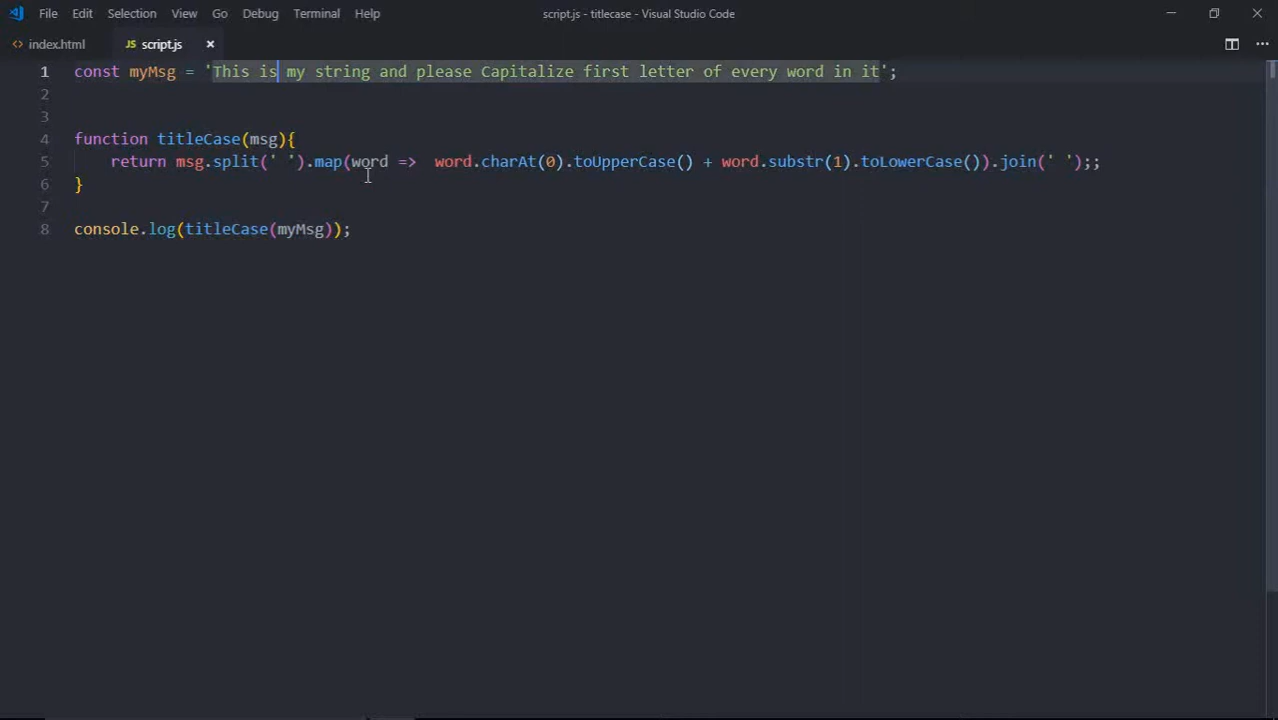 File Edit Selection View Go Debug Terminal Help script.js - titlecase - Visual Studio Code
<> index.html JS script.js ×
1 const myMsg = 'This is my string and please Capitalize first letter of every word in it';
2
3
4 function titleCase(msg){
5 return msg.split(' ').map(word =>  word.charAt(0).toUpperCase() + word.substr(1).toLowerCase()).join(' ');;
6 }
7
8 console.log(titleCase(myMsg));